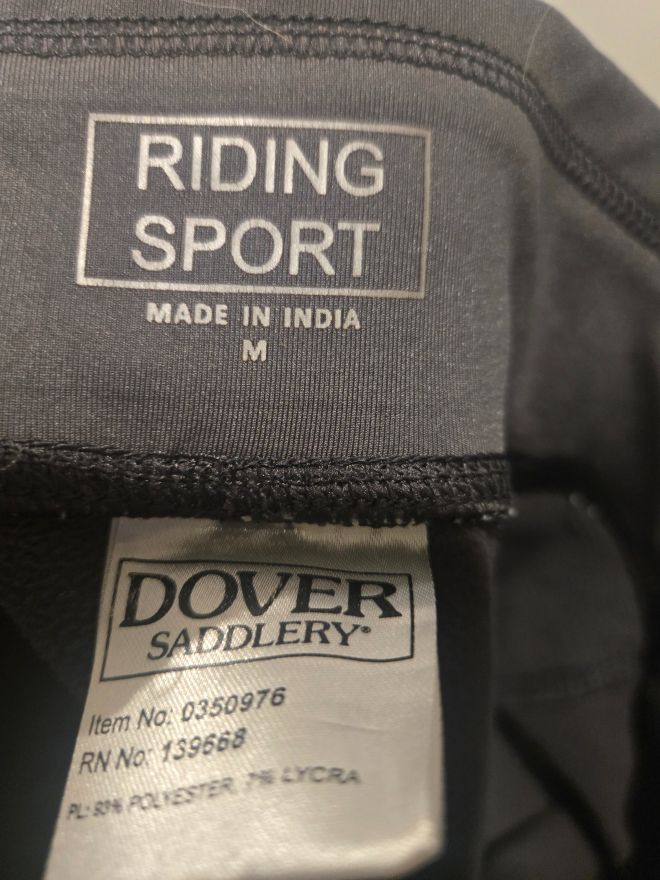 RIDING
SPORT
MADE IN INDIA
M
DOVER
SADDLERY®
Item No: 0350976
RN No: 139668
PL: 93% POLYESTER, 7% LYCRA